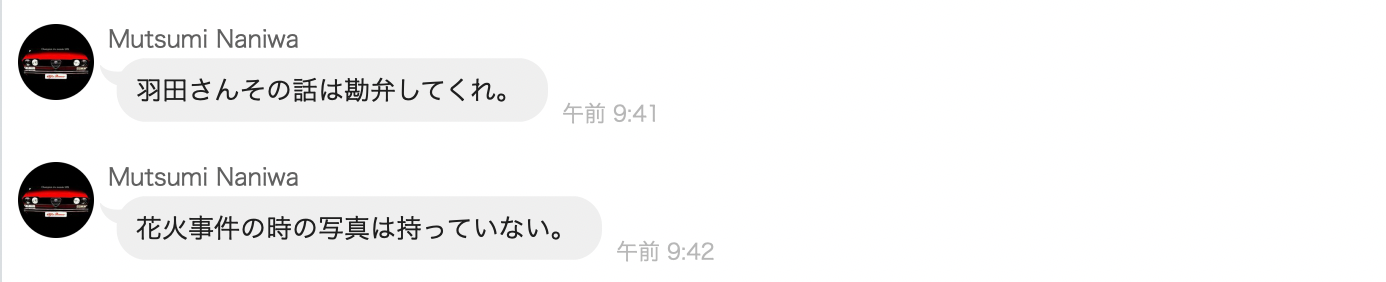 Mutsumi Naniwa
羽田さんその話は勘弁してくれ。
午前 9:41
Mutsumi Naniwa
花火事件の時の写真は持っていない。
午前 9:42